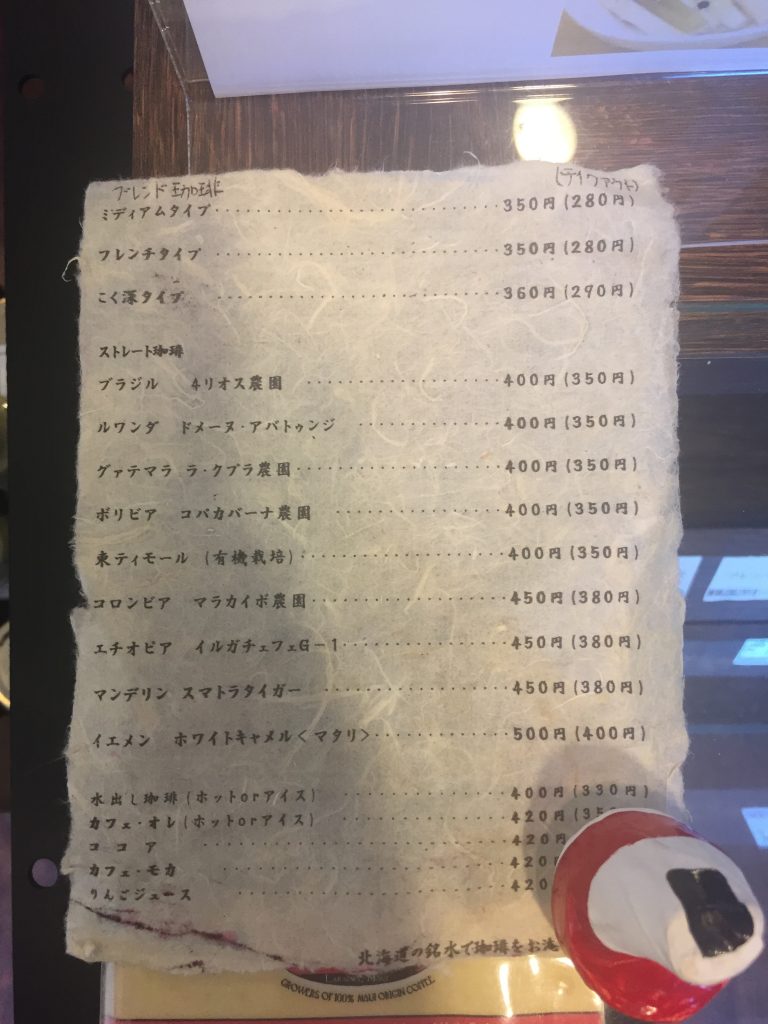 ブレンド珈琲 (テイクアウト)
ミディアムタイプ・・・・・・・・・・・・・・・・・・・・350円(280円)
フレンチタイプ ・・・・・・・・・・・・・・・・・・・・350円(280円)
こく深タイプ ・・・・・・・・・・・・・・・・・・・・360円(290円)
ストレート珈琲
ブラジル 4リオス農園 ・・・・・・・・・・・・・・400円(350円)
ルワンダ ドメーヌ・アバトゥンジ ・・・・・・・・・・400円(350円)
グァテマラ ラ・クプラ農園・・・・・・・・・・・・・・400円(350円)
ボリビア コパカバーナ農園 ・・・・・・・・・・・・400円(350円)
東ティモール (有機栽培)・・・・・・・・・・・・・・400円(350円)
コロンビア マラカイボ農園・・・・・・・・・・・・・・450円(380円)
エチオピア イルガチェフェG-1・・・・・・・・・・・・450円(380円)
マンデリン スマトラタイガー ・・・・・・・・・・・・・450円(380円)
イエメン ホワイトキャメル<マタリ>・・・・・・・・・・500円(400円)
水出し珈琲(ホットorアイス) ・・・・・・・・・・・・400円(330円)
カフェ・オレ(ホットorアイス) ・・・・・・・・・・・・420円(35
ココア ・・・・・・・・・・・・・・・・・・・・・420円
カフェ・モカ ・・・・・・・・・・・・・・・・・・・420
りんごジュース ・・・・・・・・・・・・・・・・・・420
北海道の銘水で珈琲をお
GROWERS OF 100% MAUI ORIGIN COFFEE